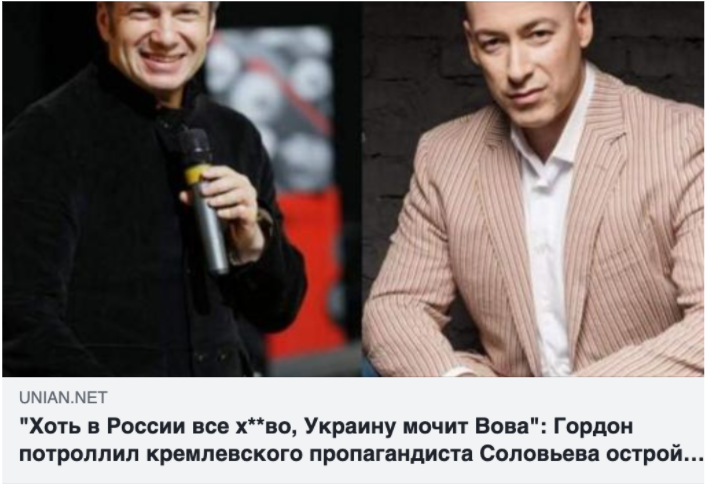 UNIAN.NET
"Хоть в России все х**во, Украину мочит Вова": Гордон
потроллил кремлевского пропагандиста Соловьева острой...